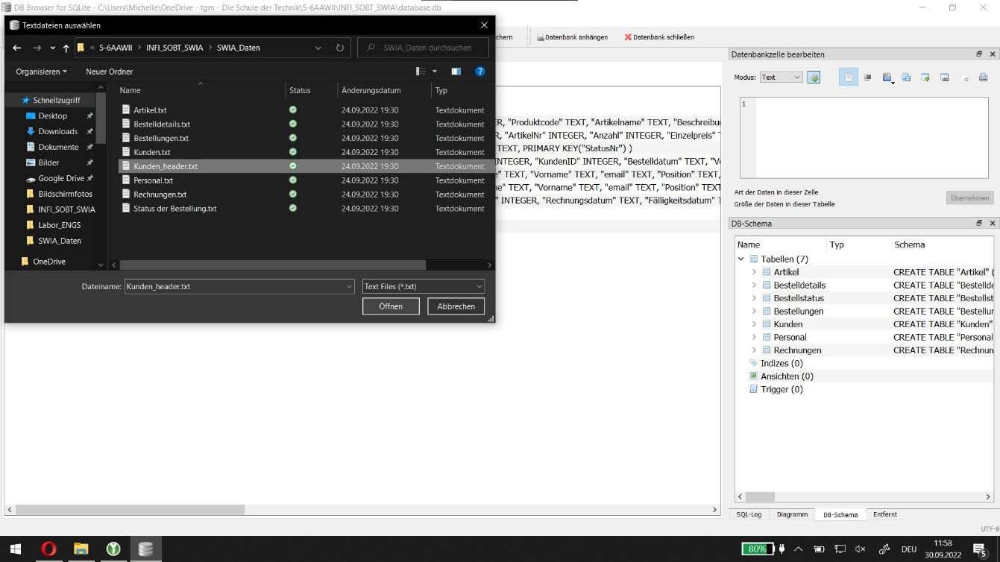 DB Browser for SQLite - C:\Users\Michelle\OneDrive - tgm - Die Schule der Technik\5-6AAWII\INFI_SOBT_SWIA\database.db
Textdateien auswählen
« 5-6AAWII > INFI_SOBT_SWIA > SWIA_Daten
SWIA_Daten durchsuchen
Organisieren
Neuer Ordner
Name Status Änderungsdatum Typ
Schnellzugriff
Desktop
Downloads
Dokumente
Bilder
Google Drive
Bildschirmfotos
INFI_SOBT_SWIA
Labor_ENGS
SWIA_Daten
OneDrive
Artikel.txt 24.09.2022 19:30 Textdokument
Bestelldetails.txt 24.09.2022 19:30 Textdokument
Bestellungen.txt 24.09.2022 19:30 Textdokument
Kunden.txt 24.09.2022 19:30 Textdokument
Kunden_header.txt 24.09.2022 19:30 Textdokument
Personal.txt 24.09.2022 19:30 Textdokument
Rechnungen.txt 24.09.2022 19:30 Textdokument
Status der Bestellung.txt 24.09.2022 19:30 Textdokument
Dateiname: Kunden_header.txt
Text Files (*.txt)
Öffnen
Abbrechen
chern
Datenbank anhängen
Datenbank schließen
ER, "Produktcode" TEXT, "Artikelname" TEXT, "Beschreibu
R, "ArtikelNr" INTEGER, "Anzahl" INTEGER, "Einzelpreis" T
TEXT, PRIMARY KEY("StatusNr") )
INTEGER, "KundenID" INTEGER, "Bestelldatum" TEXT, "V
e" TEXT, "Vorname" TEXT, "email" TEXT, "Position" TEXT,
ne" TEXT, "Vorname" TEXT, "email" TEXT, "Position" TEXT
" INTEGER, "Rechnungsdatum" TEXT, "Fälligkeitsdatum" T
Datenbankzelle bearbeiten
Modus: Text
1
Art der Daten in dieser Zelle
Größe der Daten in dieser Tabelle
Übernehmen
DB-Schema
Name Typ Schema
Tabellen (7)
Artikel CREATE TABLE "Artikel" (
Bestelldetails CREATE TABLE "Bestellde
Bestellstatus CREATE TABLE "Bestellst
Bestellungen CREATE TABLE "Bestellur
Kunden CREATE TABLE "Kunden"
Personal CREATE TABLE "Personal
Rechnungen CREATE TABLE "Rechnun
Indizes (0)
Ansichten (0)
Trigger (0)
SQL-Log
Diagramm
DB-Schema
Entfernt
UTF-8
80%
DEU
11:58
30.09.2022
5